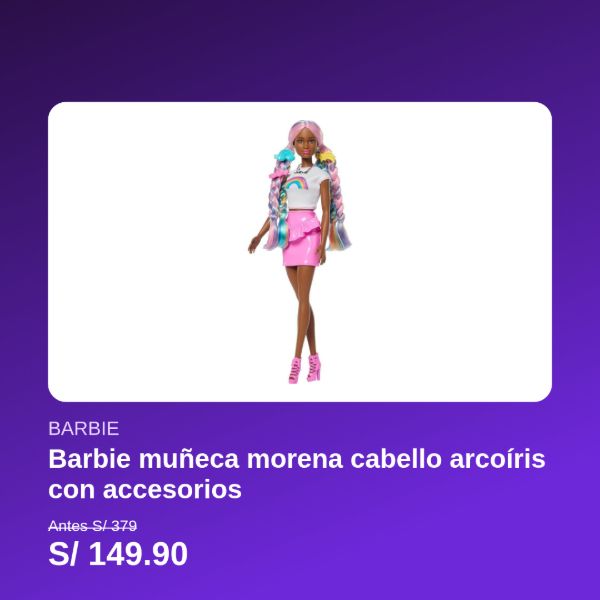 BARBIE
Barbie muñeca morena cabello arcoíris
con accesorios
Antes S/ 379
S/ 149.90